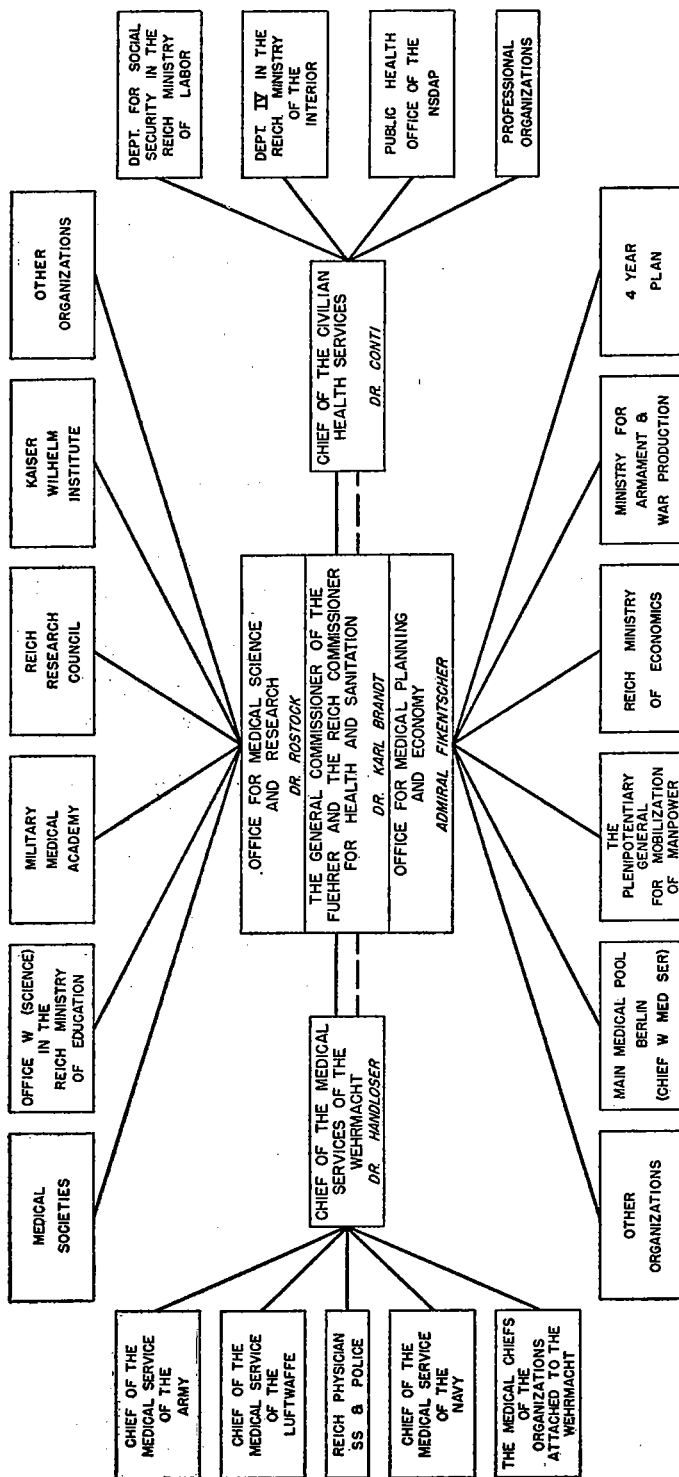 MEDICAL
SOCIETIES
OFFICE W (SCIENCE)
IN THE
REICH MINISTRY
OF EDUCATION
MILITARY
MEDICAL
ACADEMY
REICH
RESEARCH
COUNCIL
KAISER
WILHELM
INSTITUTE
OTHER
ORGANIZATIONS
CHIEF OF THE
MEDICAL SERVICE
OF THE
ARMY
CHIEF OF THE
MEDICAL SERVICE
OF THE
LUFTWAFFE
REICH PHYSICIAN
SS & POLICE
CHIEF OF THE
MEDICAL SERVICE
OF THE
NAVY
THE MEDICAL CHIEFS
OF THE
ORGANIZATIONS
ATTACHED TO THE
WEHRMACHT
CHIEF OF THE MEDICAL
SERVICES OF THE
WEHRMACHT
DR. HANDLOSER
OFFICE FOR MEDICAL SCIENCE
AND RESEARCH
DR. ROSTOCK
THE GENERAL COMMISSIONER OF THE
FUEHRER AND THE REICH COMMISSIONER
FOR HEALTH AND SANITATION
DR. KARL BRANDT
OFFICE FOR MEDICAL PLANNING
AND ECONOMY
ADMIRAL FIKENTSCHER
CHIEF OF THE CIVILIAN
HEALTH SERVICES
DR. CONTI
DEPT. FOR SOCIAL
SECURITY IN THE
REICH MINISTRY
OF LABOR
DEPT. IV IN THE
REICH. MINISTRY
OF THE
INTERIOR
PUBLIC HEALTH
OFFICE OF THE
NSDAP
PROFESSIONAL
ORGANIZATIONS
OTHER
ORGANIZATIONS
MAIN MEDICAL POOL
BERLIN
(CHIEF W MED SER)
THE
PLENIPOTENTIARY
GENERAL
FOR MOBILIZATION
OF MANPOWER
REICH MINISTRY
OF ECONOMICS
MINISTRY FOR
ARMAMENT &
WAR PRODUCTION
4 YEAR
PLAN